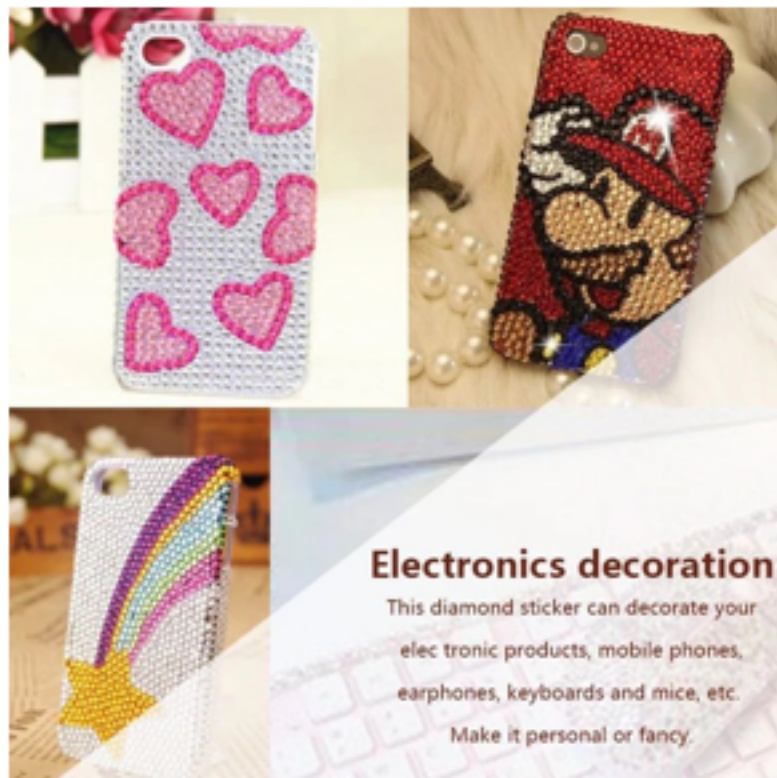 M
ALS
Electronics decoration
This diamond sticker can decorate your
elec tronic products, mobile phones,
earphones, keyboards and mice, etc.
Make it personal or fancy.